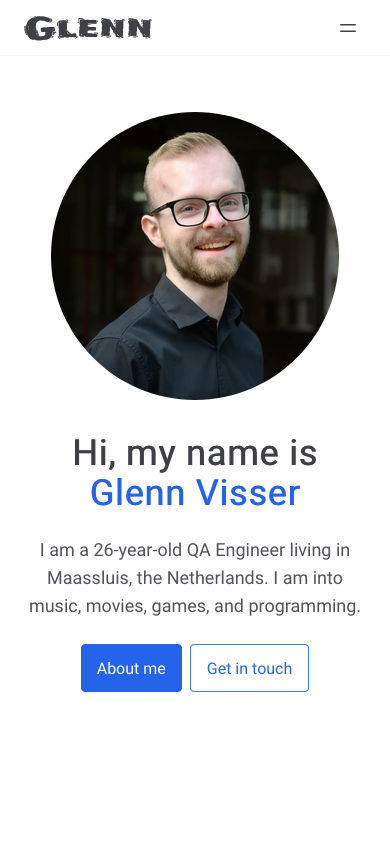 Glenn
Hi, my name is
Glenn Visser
I am a 26-year-old QA Engineer living in
Maassluis, the Netherlands. I am into
music, movies, games, and programming.
About me
Get in touch